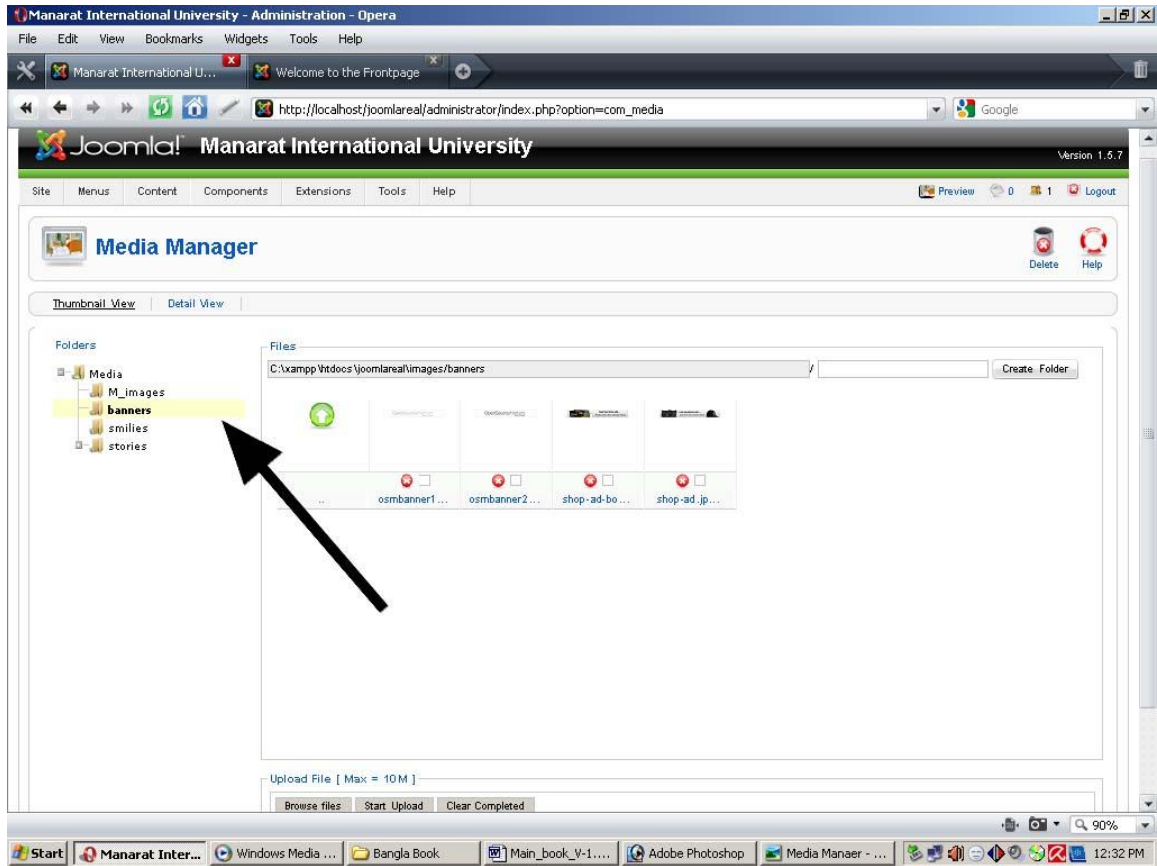 Manarat International University - Administration - Opera
File Edit View Bookmarks Widgets Tools Help
Manarat International U... Welcome to the Frontpage
http://localhost/joomlareal/administrator/index.php?option=com_media Google
Joomla! Manarat International University
Version 1.5.7
Site Menus Content Components Extensions Tools Help Preview 0 1 Logout
Media Manager
Delete Help
Thumbnail View Detail View
Folders
Files
Media
C:\xampp\htdocs\joomlareal\images/banners / Create Folder
M_images
banners
smilies
stories
.. osmbanner1... osmbanner2... shop-ad-bo... shop-ad.jp...
Upload File [ Max = 10M ]
Browse files Start Upload Clear Completed
90%
Start Manarat Inter... Windows Media ... Bangla Book Main_book_V-1.... Adobe Photoshop Media Manaer - ... 12:32 PM